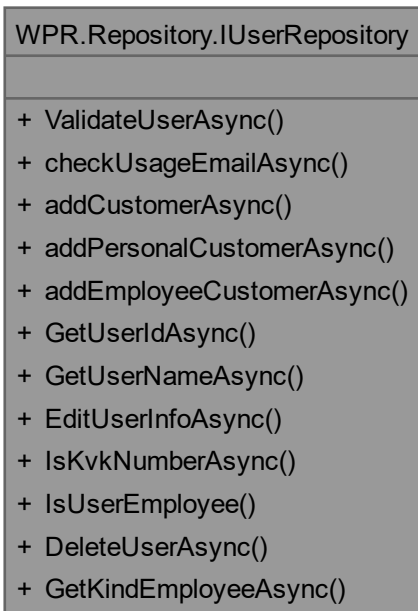 WPR.Repository.IUserRepository
+ ValidateUserAsync()
+ checkUsageEmailAsync()
+ addCustomerAsync()
+ addPersonalCustomerAsync()
+ addEmployeeCustomerAsync()
+ GetUserIdAsync()
+ GetUserNameAsync()
+ EditUserInfoAsync()
+ IsKvkNumberAsync()
+ IsUserEmployee()
+ DeleteUserAsync()
+ GetKindEmployeeAsync()